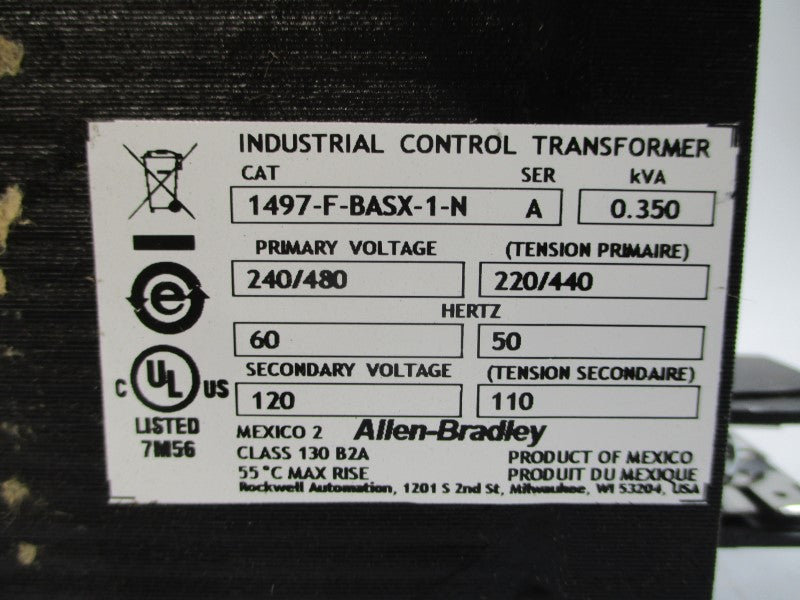 INDUSTRIAL CONTROL TRANSFORMER
CAT SER kVA
1497-F-BASX-1-N A 0.350
PRIMARY VOLTAGE (TENSION PRIMAIRE)
240/480 220/440
HERTZ
60 50
SECONDARY VOLTAGE (TENSION SECONDAIRE)
120 110
e
C UL US
LISTED
7M56
MEXICO 2 Allen-Bradley
CLASS 130 B2A PRODUCT OF MEXICO
55°C MAX RISE PRODUIT DU MEXIQUE
Rockwell Automation, 1201 S 2nd St, Milwaukee, WI 53204, USA